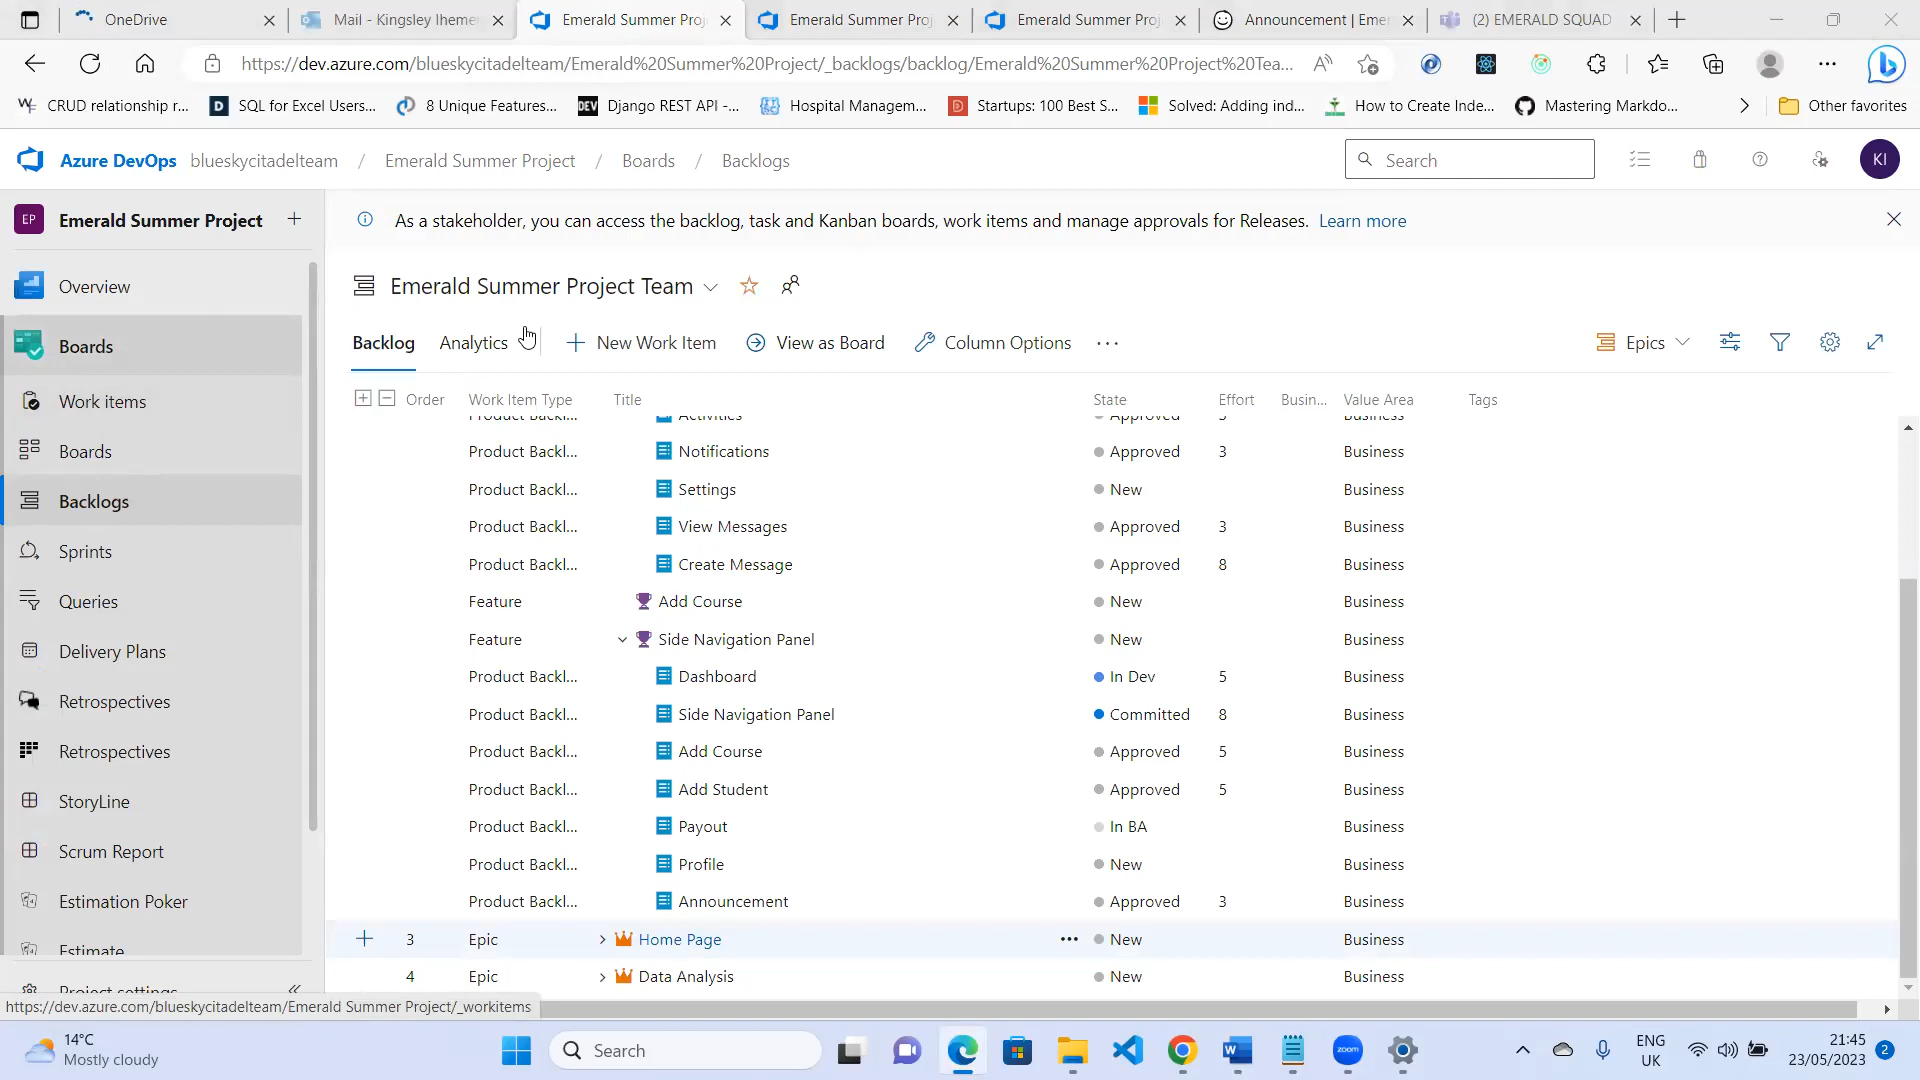 OneDrive
Mail - Kingsley Iheme
Emerald Summer Proj
Emerald Summer Proj
Emerald Summer Proj
Announcement | Eme
(2) EMERALD SQUAD
https://dev.azure.com/blueskycitadelteam/Emerald%20Summer%20Project/_backlogs/backlog/Emerald%20Summer%20Project%20Tea...
CRUD relationship r...
SQL for Excel Users...
8 Unique Features...
DEV
Django REST API -...
Hospital Managem...
Startups: 100 Best S...
Solved: Adding ind...
How to Create Inde...
Mastering Markdo...
Other favorites
Azure DevOps
blueskycitadelteam / Emerald Summer Project / Boards / Backlogs
Search
KI
EP
Emerald Summer Project
As a stakeholder, you can access the backlog, task and Kanban boards, work items and manage approvals for Releases. Learn more
Overview
Boards
Work items
Boards
Backlogs
Sprints
Queries
Delivery Plans
Retrospectives
Retrospectives
StoryLine
Scrum Report
Estimation Poker
Estimate
Project settings
Emerald Summer Project Team
Backlog Analytics New Work Item View as Board Column Options
Epics
Order Work Item Type Title State Effort Busin... Value Area Tags
Product Backl... Activities Approved 3 Business
Product Backl... Notifications Approved 3 Business
Product Backl... Settings New Business
Product Backl... View Messages Approved 3 Business
Product Backl... Create Message Approved 8 Business
Feature Add Course New Business
Feature Side Navigation Panel New Business
Product Backl... Dashboard In Dev 5 Business
Product Backl... Side Navigation Panel Committed 8 Business
Product Backl... Add Course Approved 5 Business
Product Backl... Add Student Approved 5 Business
Product Backl... Payout In BA Business
Product Backl... Profile New Business
Product Backl... Announcement Approved 3 Business
3 Epic Home Page New Business
4 Epic Data Analysis New Business
https://dev.azure.com/blueskycitadelteam/Emerald Summer Project/_workitems
14°C
Mostly cloudy
Search
zoom
ENG
UK
21:45
23/05/2023
2